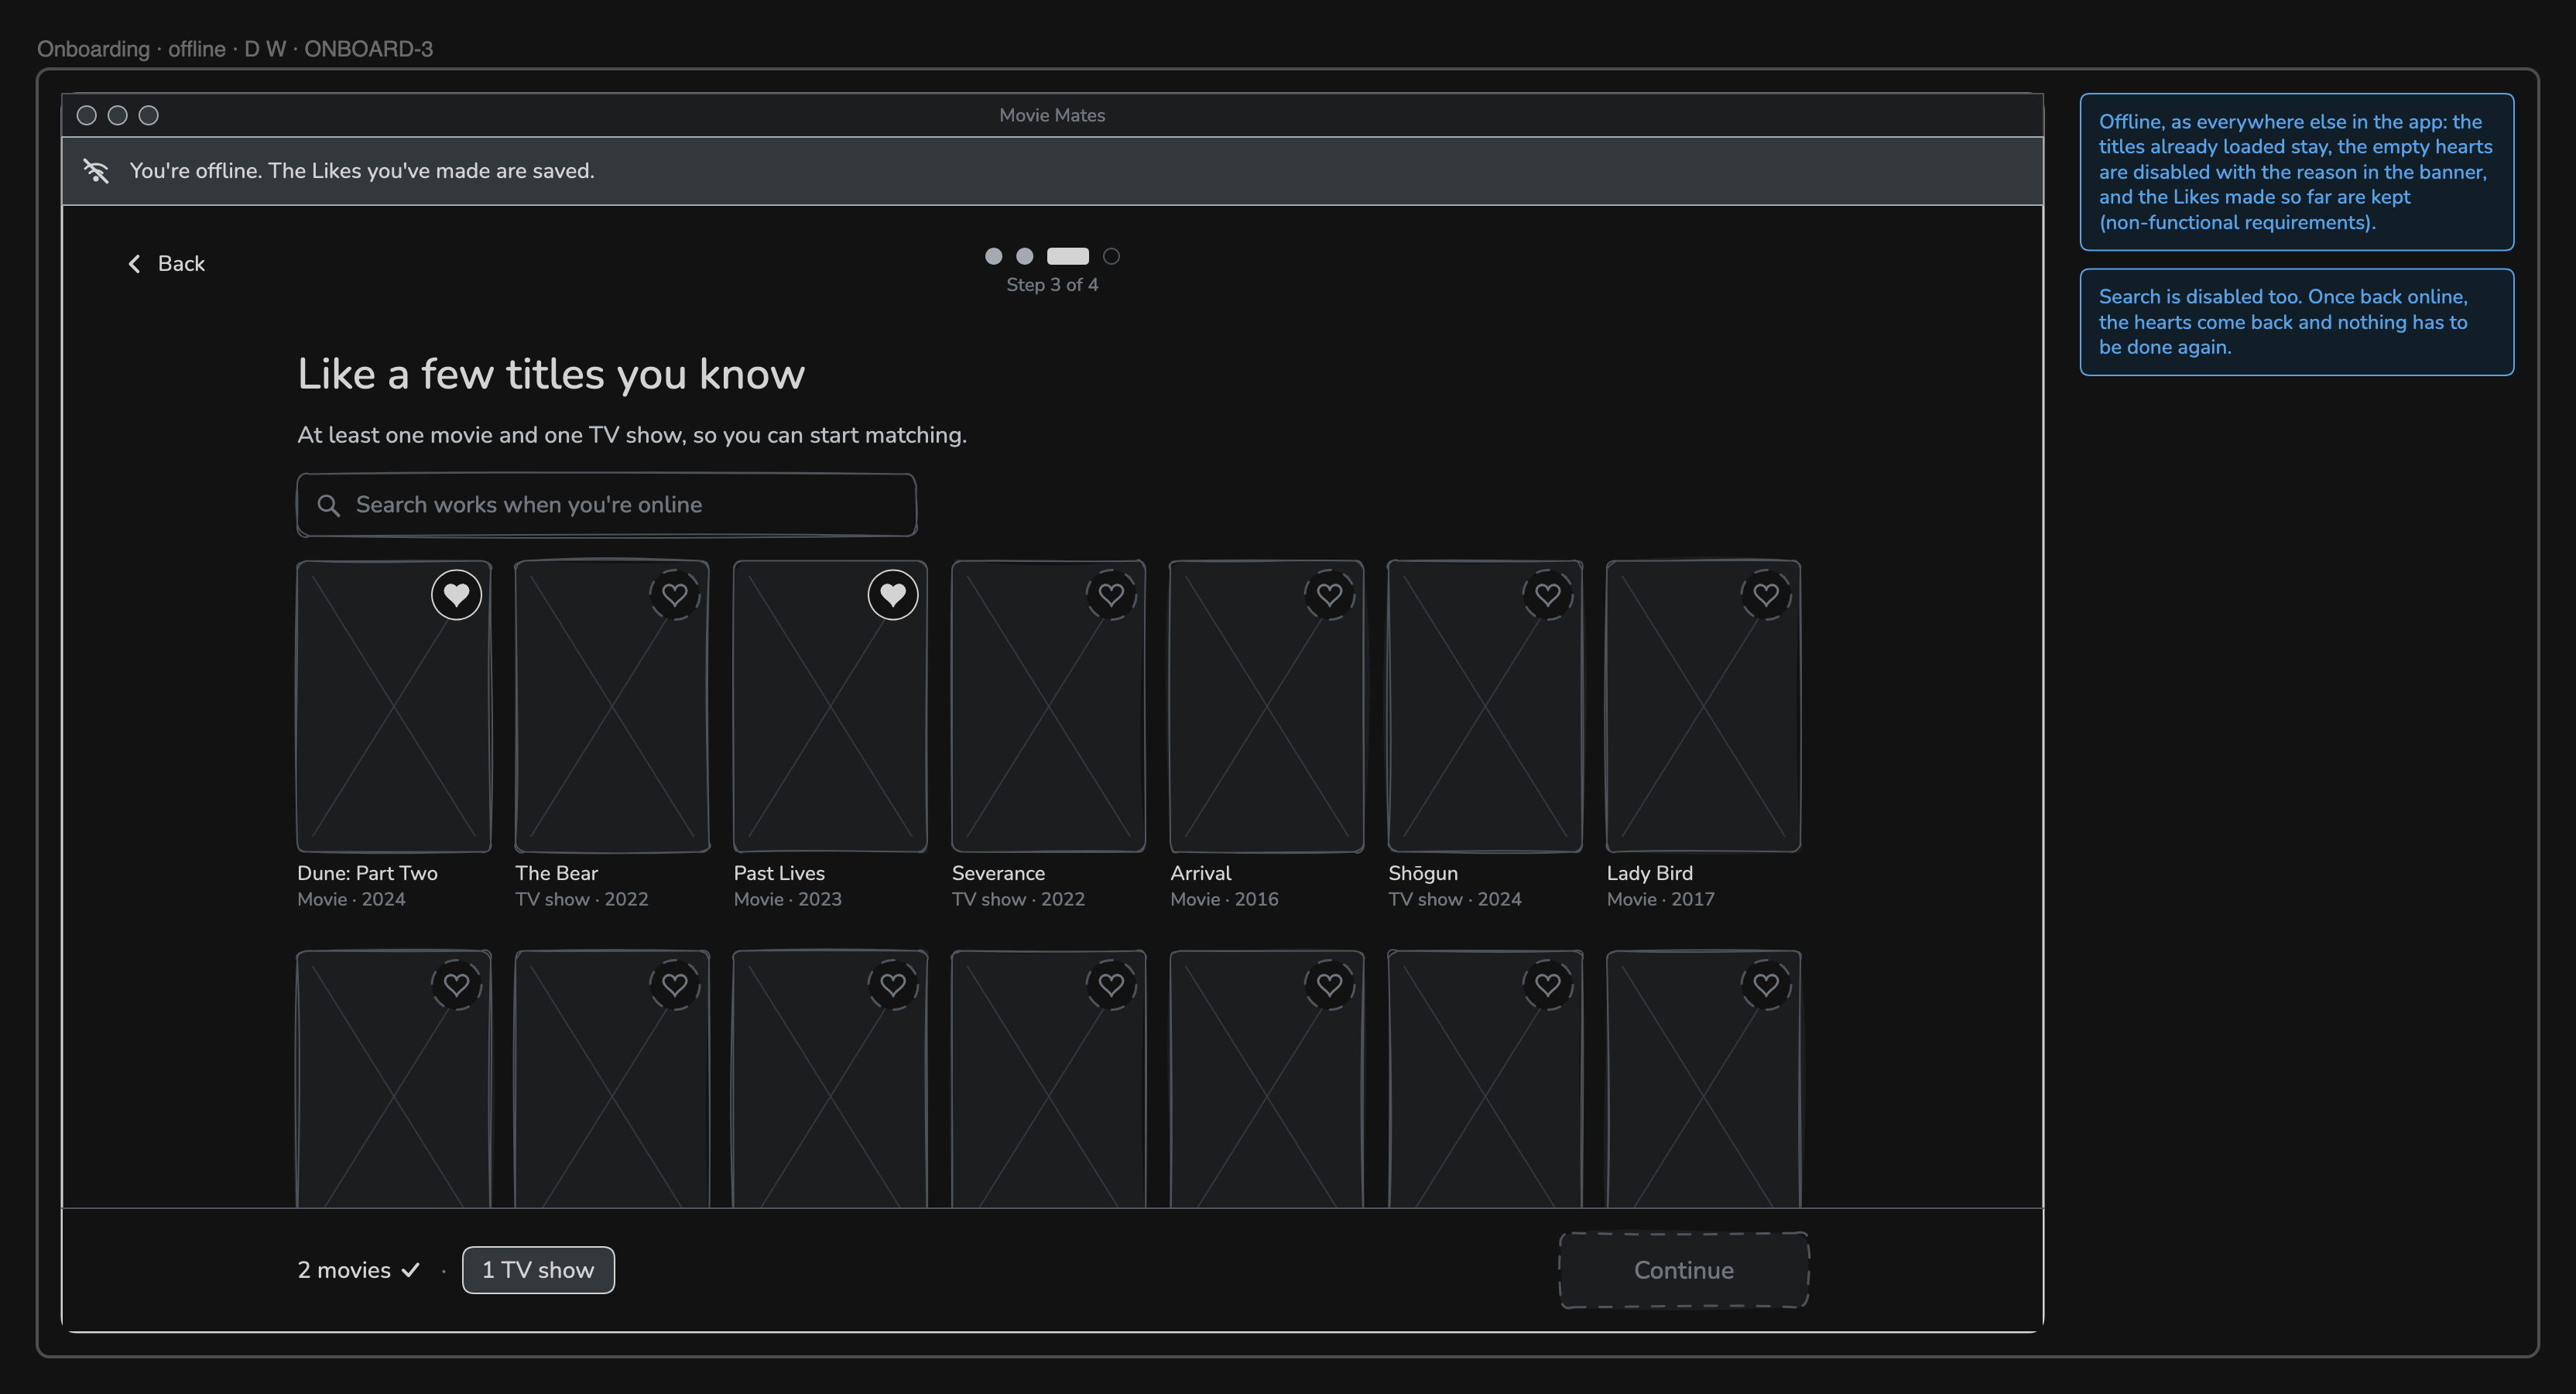 Onboarding · offline · D W · ONBOARD-3
Movie Mates
You're offline. The Likes you've made are saved.
Back
Step 3 of 4
Like a few titles you know
At least one movie and one TV show, so you can start matching.
Search works when you're online
Dune: Part Two
Movie · 2024
The Bear
TV show · 2022
Past Lives
Movie · 2023
Severance
TV show · 2022
Arrival
Movie · 2016
Shōgun
TV show · 2024
Lady Bird
Movie · 2017
2 movies
·
1 TV show
Continue
Offline, as everywhere else in the app: the
titles already loaded stay, the empty hearts
are disabled with the reason in the banner,
and the Likes made so far are kept
(non-functional requirements).
Search is disabled too. Once back online,
the hearts come back and nothing has to
be done again.